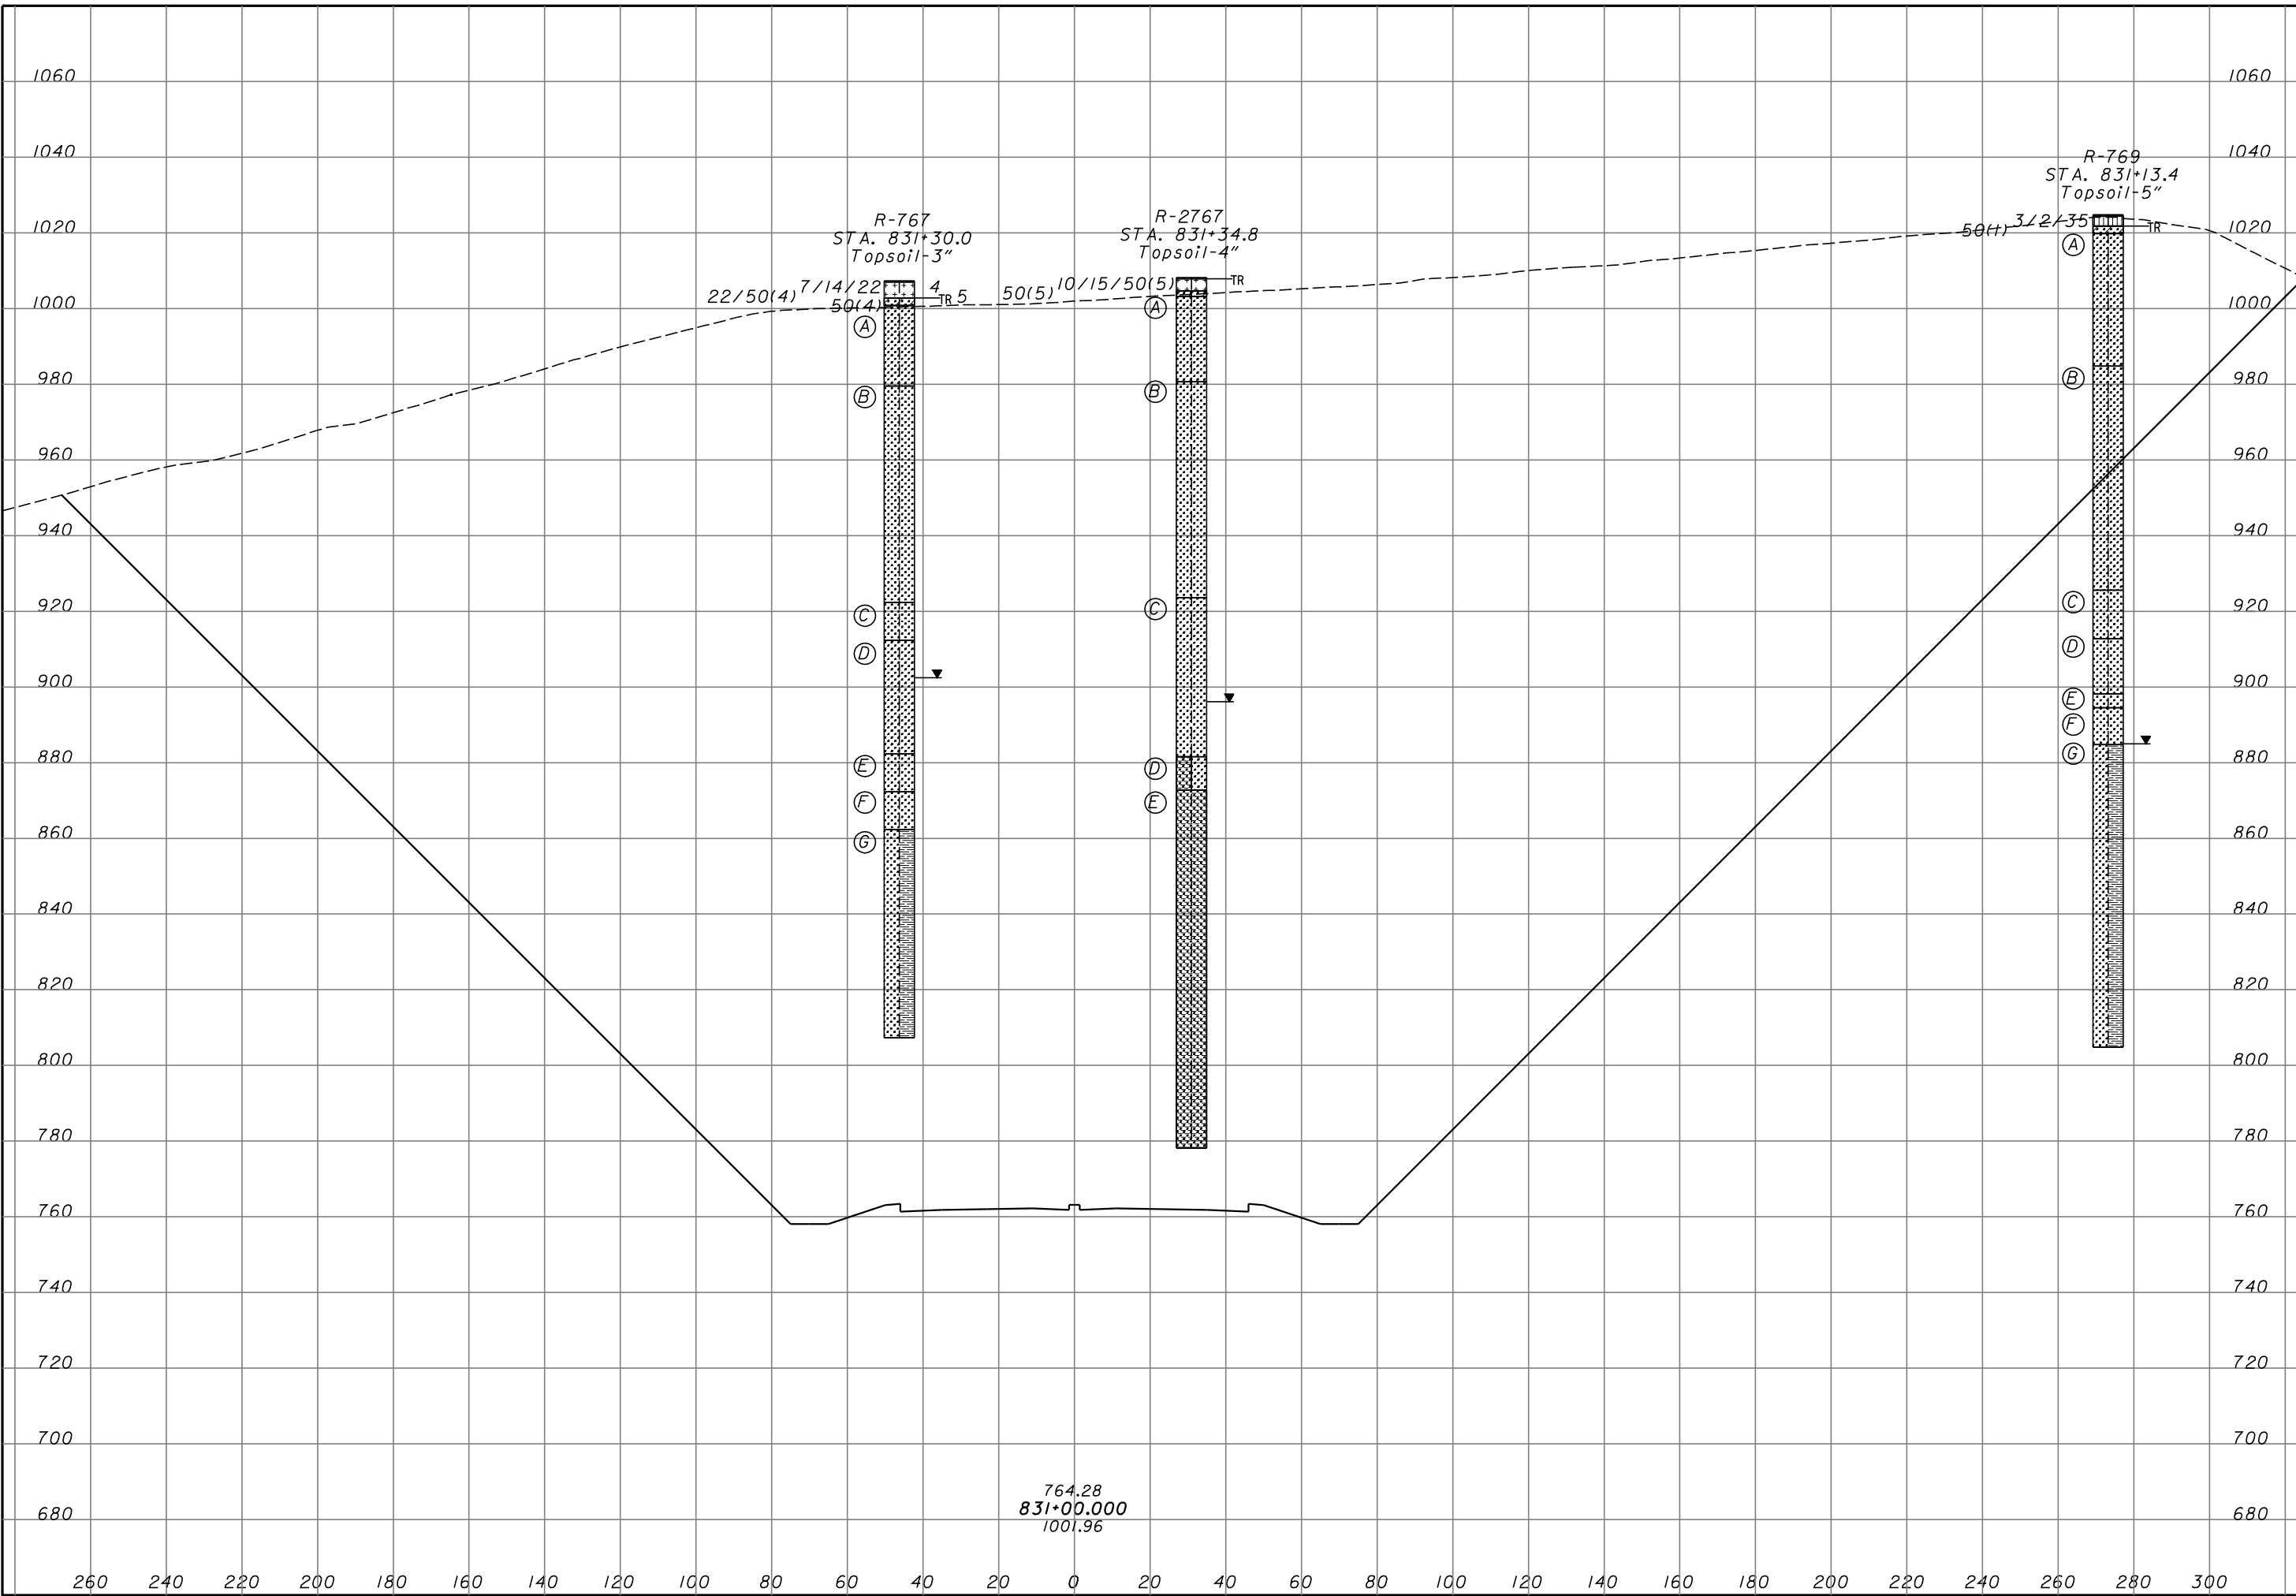 1060 1060
1040 1040
R-769
STA. 831+13.4
Topsoil-5"
R-767
STA. 831+30.0
Topsoil-3"
R-2767
STA. 831+34.8
Topsoil-4"
1020 50(1) 3/2/35 TR 1020
A
22/50(4) 7/14/22 4
50(4) TR 5
50(5) 10/15/50(5) TR
1000 1000
A A
980 980
B B B
960 960
940 940
920 920
C C C
D D
900 900
E
F
880 880
G
E D
F E
860 860
G
840 840
820 820
800 800
780 780
760 760
740 740
720 720
700 700
764.28
831+00.000
1001.96
680 680
260 240 220 200 180 160 140 120 100 80 60 40 20 0 20 40 60 80 100 120 140 160 180 200 220 240 260 280 300